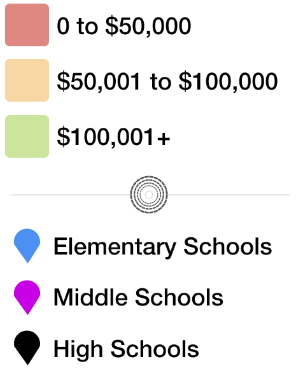 0 to $50,000
$50,001 to $100,000
$100,001+
Elementary Schools
Middle Schools
High Schools